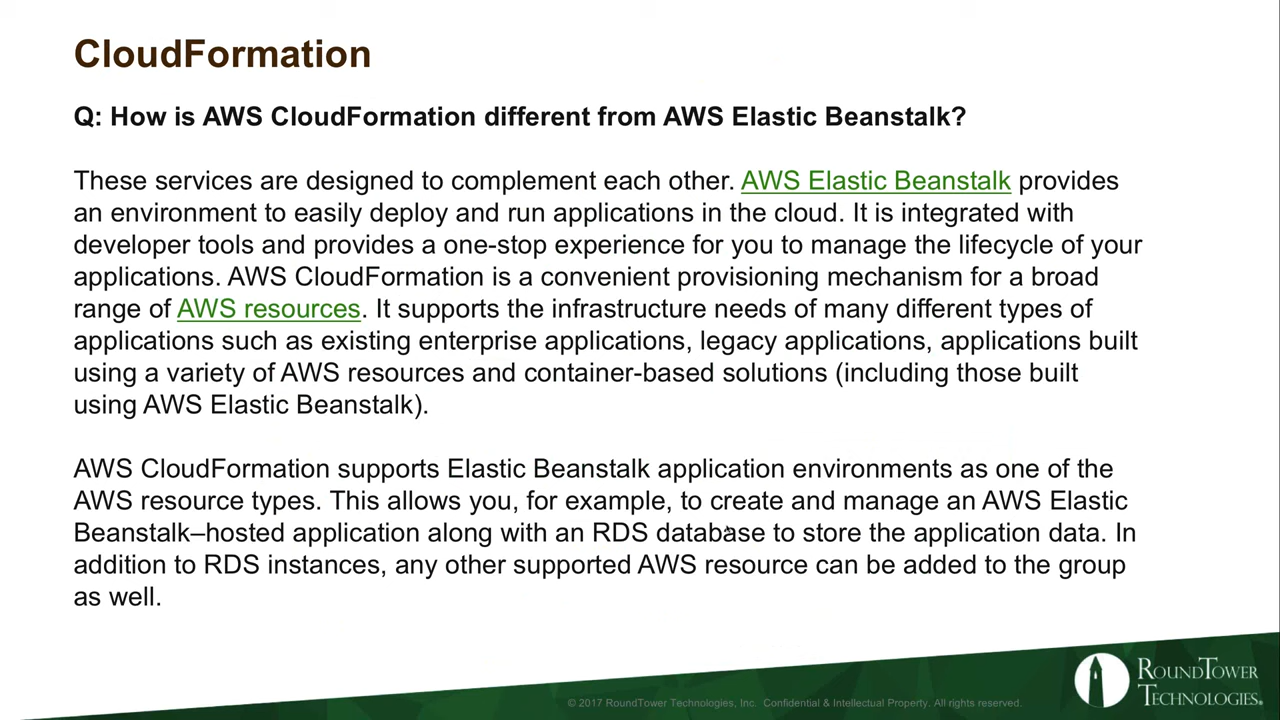 CloudFormation
Q: How is AWS CloudFormation different from AWS Elastic Beanstalk?
These services are designed to complement each other. AWS Elastic Beanstalk provides
an environment to easily deploy and run applications in the cloud. It is integrated with
developer tools and provides a one-stop experience for you to manage the lifecycle of your
applications. AWS CloudFormation is a convenient provisioning mechanism for a broad
range of AWS resources. It supports the infrastructure needs of many different types of
applications such as existing enterprise applications, legacy applications, applications built
using a variety of AWS resources and container-based solutions (including those built
using AWS Elastic Beanstalk).
AWS CloudFormation supports Elastic Beanstalk application environments as one of the
AWS resource types. This allows you, for example, to create and manage an AWS Elastic
Beanstalk–hosted application along with an RDS database to store the application data. In
addition to RDS instances, any other supported AWS resource can be added to the group
as well.
ROUNDTOWER
TECHNOLOGIES®
© 2017 RoundTower Technologies, Inc. Confidential & Intellectual Property. All rights reserved.